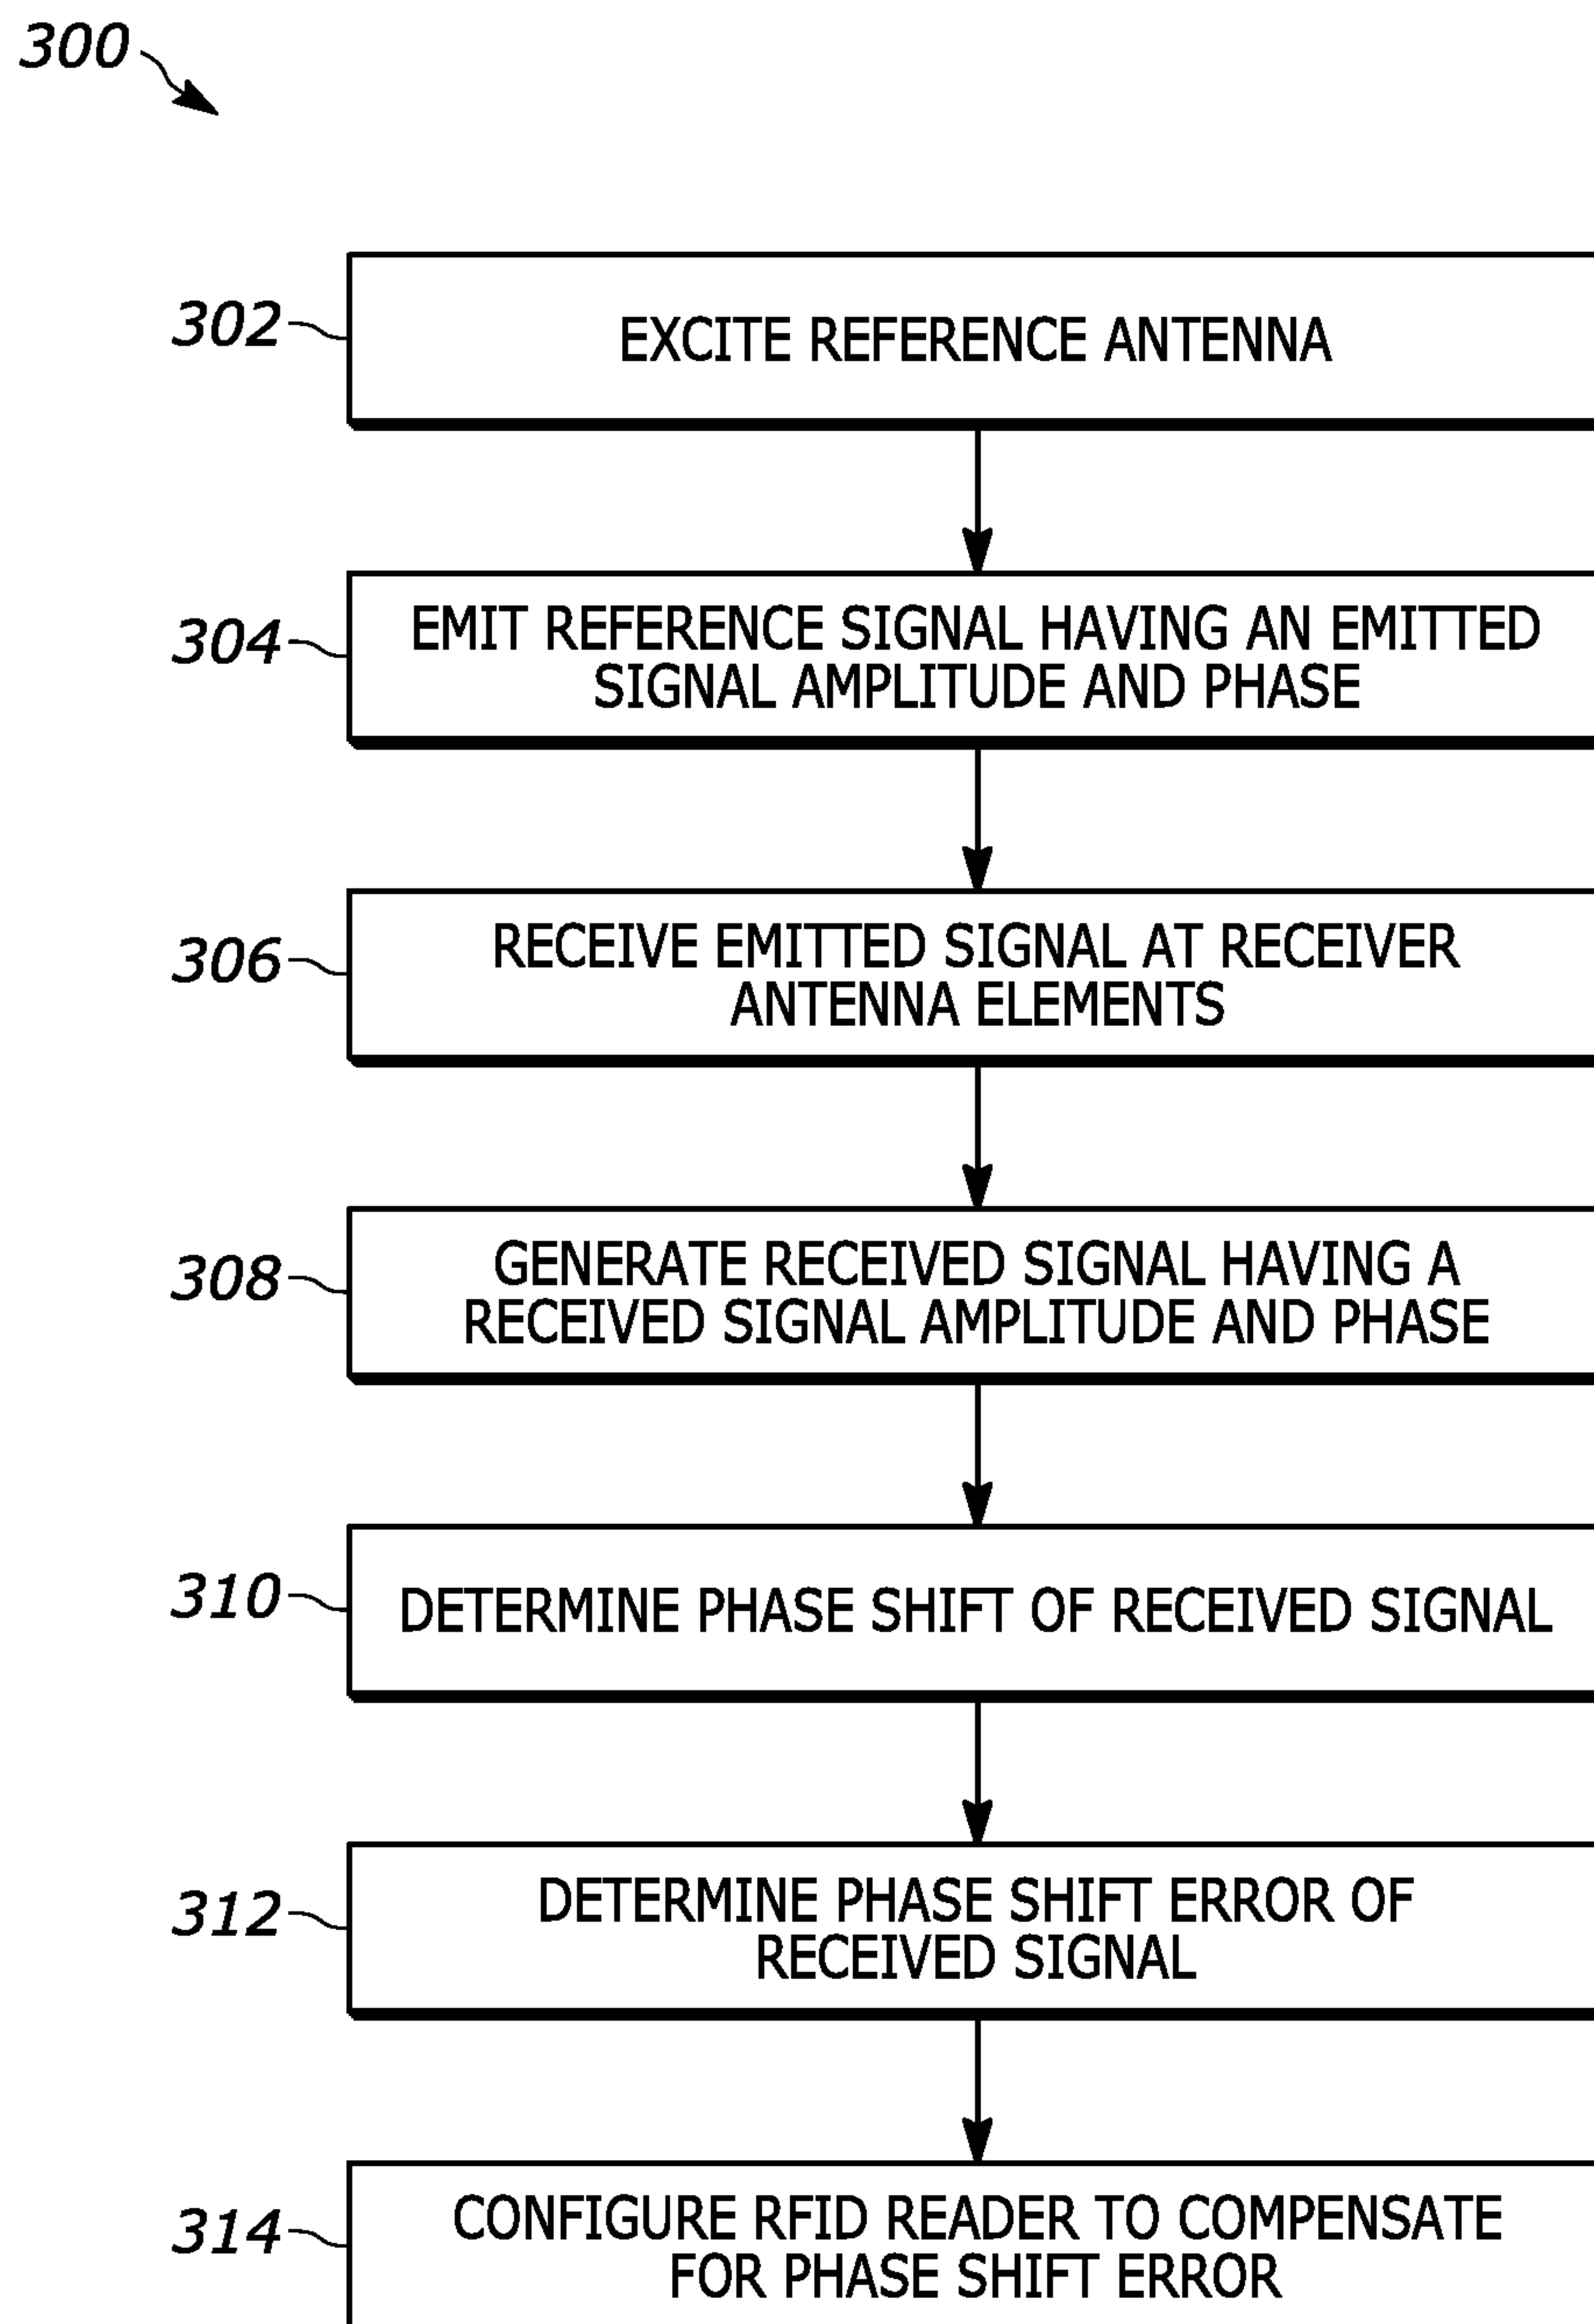 300
302
EXCITE REFERENCE ANTENNA
304
EMIT REFERENCE SIGNAL HAVING AN EMITTED
SIGNAL AMPLITUDE AND PHASE
306
RECEIVE EMITTED SIGNAL AT RECEIVER
ANTENNA ELEMENTS
308
GENERATE RECEIVED SIGNAL HAVING A
RECEIVED SIGNAL AMPLITUDE AND PHASE
310
DETERMINE PHASE SHIFT OF RECEIVED SIGNAL
312
DETERMINE PHASE SHIFT ERROR OF
RECEIVED SIGNAL
314
CONFIGURE RFID READER TO COMPENSATE
FOR PHASE SHIFT ERROR